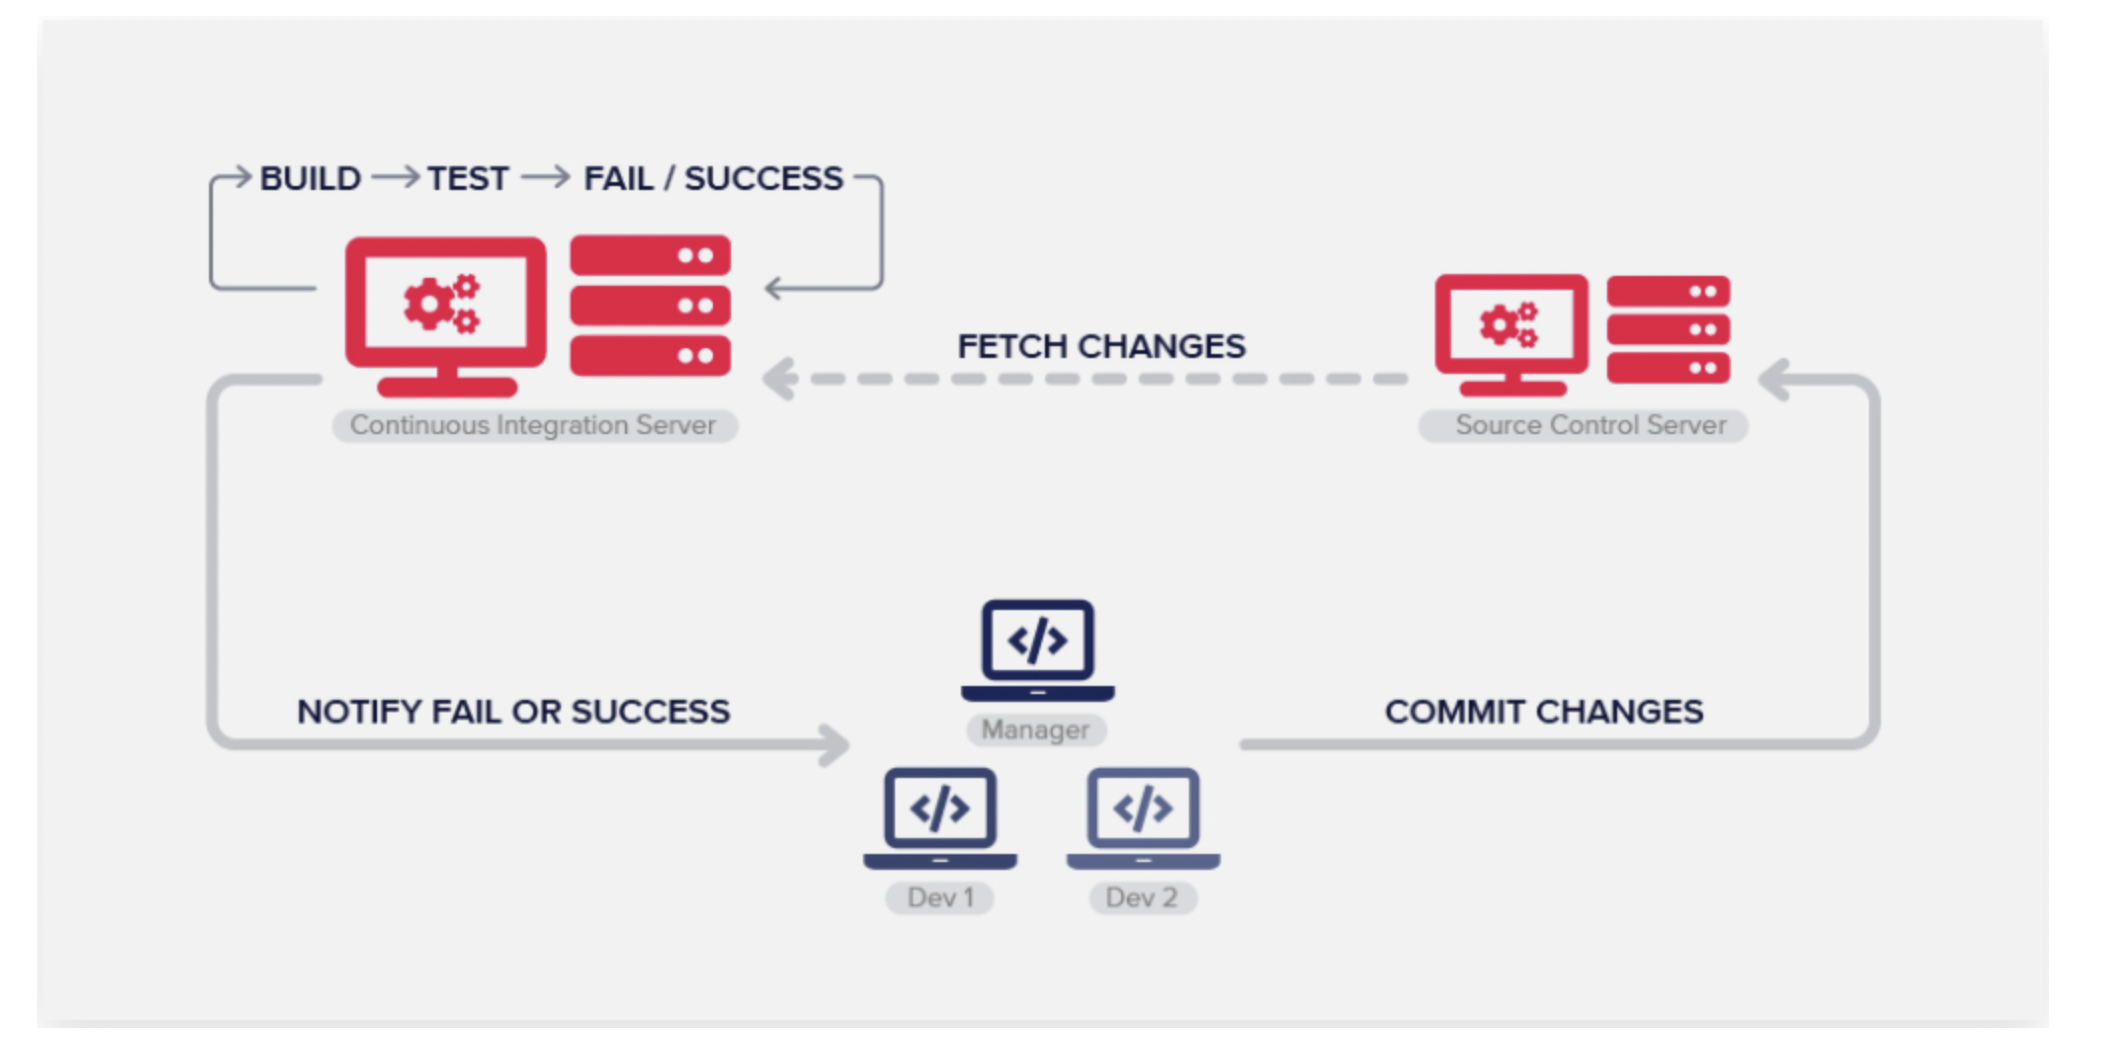 BUILD → TEST → FAIL / SUCCESS
FETCH CHANGES
Continuous Integration Server
Source Control Server
NOTIFY FAIL OR SUCCESS
COMMIT CHANGES
</>
Manager
</> </>
Dev 1
Dev 2